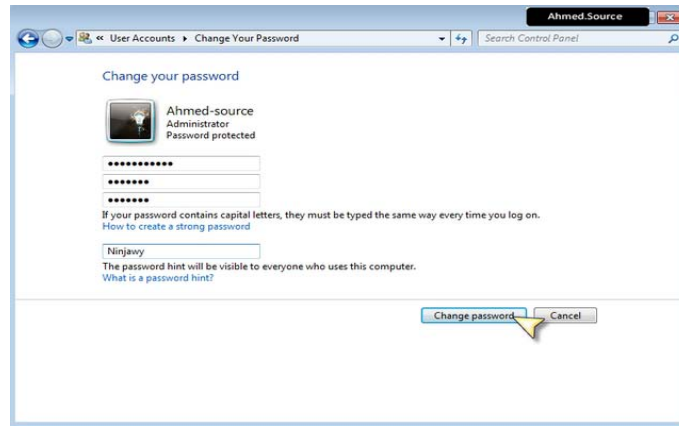 Ahmed.Source
« User Accounts ▸ Change Your Password
Search Control Panel
Change your password
Ahmed-source
Administrator
Password protected
•••••••••••
•••••••
•••••••
If your password contains capital letters, they must be typed the same way every time you log on.
How to create a strong password
Ninjawy
The password hint will be visible to everyone who uses this computer.
What is a password hint?
Change password
Cancel